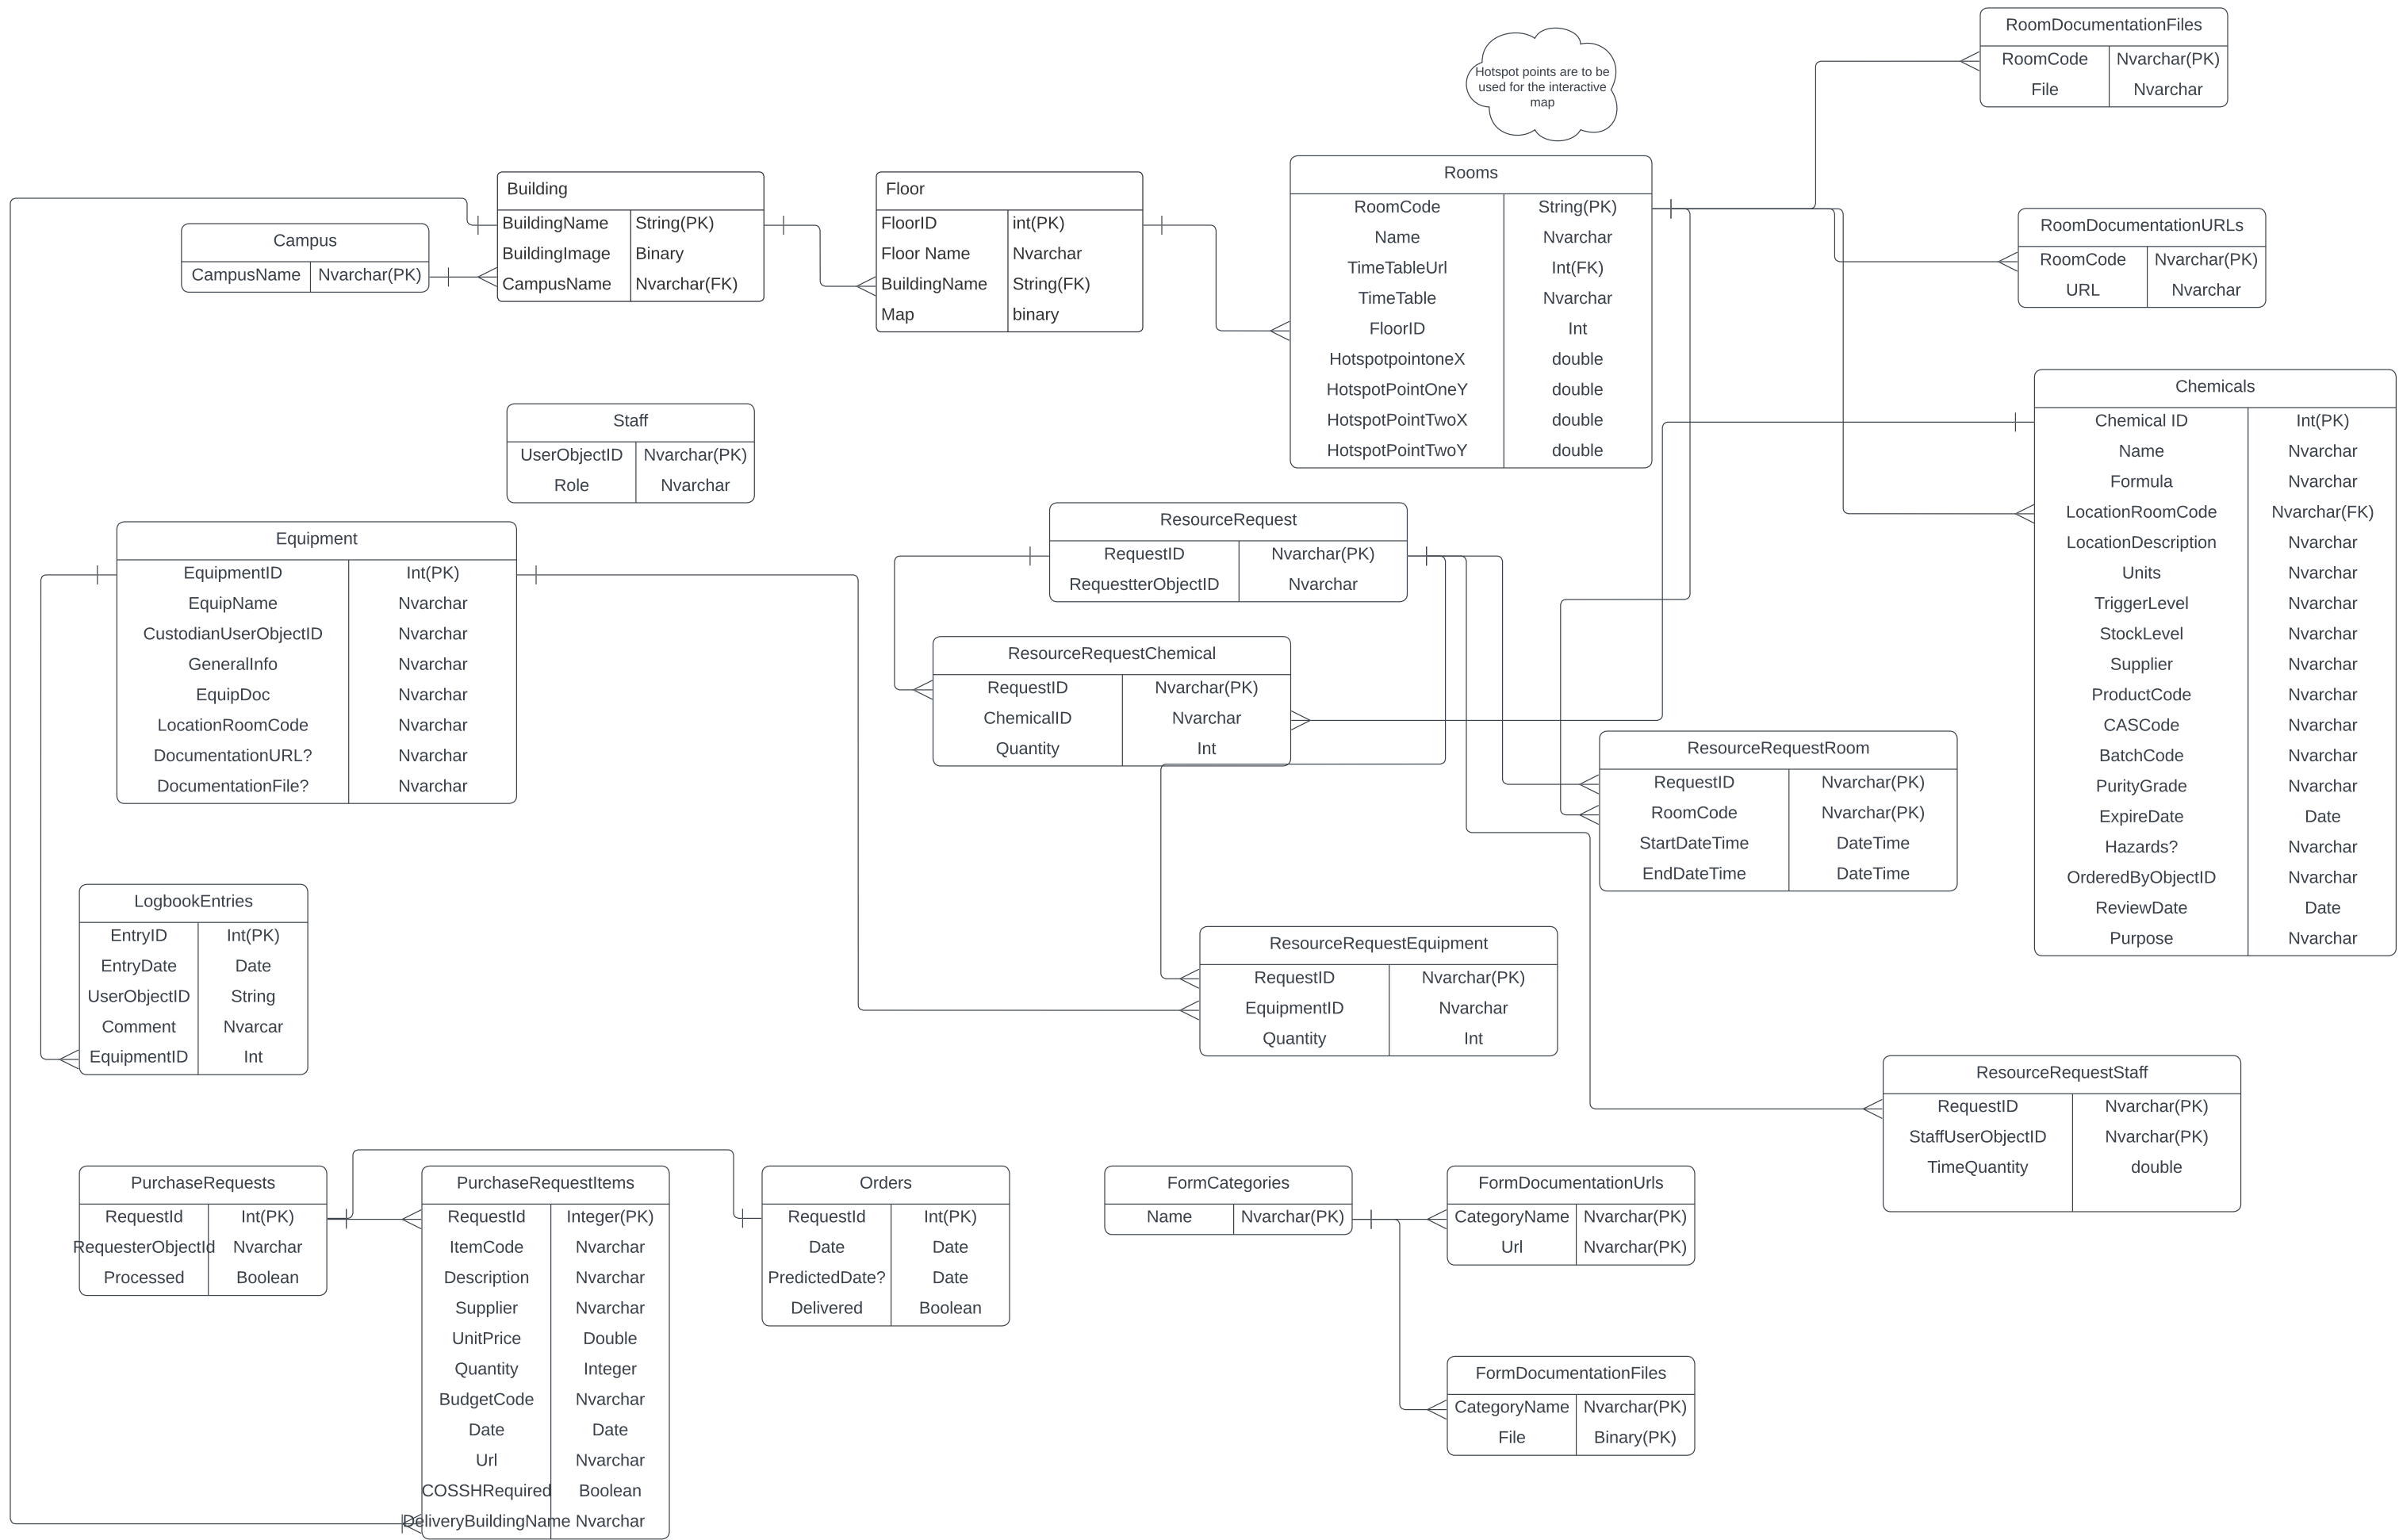 RoomDocumentationFiles
RoomCode Nvarchar(PK)
File Nvarchar
Hotspot points are to be
used for the interactive
map
Building
BuildingName String(PK)
BuildingImage Binary
CampusName Nvarchar(FK)
Floor
FloorID int(PK)
Floor Name Nvarchar
BuildingName String(FK)
Map binary
Rooms
RoomCode String(PK)
Name Nvarchar
TimeTableUrl Int(FK)
TimeTable Nvarchar
FloorID Int
HotspotpointoneX double
HotspotPointOneY double
HotspotPointTwoX double
HotspotPointTwoY double
RoomDocumentationURLs
RoomCode Nvarchar(PK)
URL Nvarchar
Campus
CampusName Nvarchar(PK)
Chemicals
Chemical ID Int(PK)
Name Nvarchar
Formula Nvarchar
LocationRoomCode Nvarchar(FK)
LocationDescription Nvarchar
Units Nvarchar
TriggerLevel Nvarchar
StockLevel Nvarchar
Supplier Nvarchar
ProductCode Nvarchar
CASCode Nvarchar
BatchCode Nvarchar
PurityGrade Nvarchar
ExpireDate Date
Hazards? Nvarchar
OrderedByObjectID Nvarchar
ReviewDate Date
Purpose Nvarchar
Staff
UserObjectID Nvarchar(PK)
Role Nvarchar
Equipment
EquipmentID Int(PK)
EquipName Nvarchar
CustodianUserObjectID Nvarchar
GeneralInfo Nvarchar
EquipDoc Nvarchar
LocationRoomCode Nvarchar
DocumentationURL? Nvarchar
DocumentationFile? Nvarchar
ResourceRequest
RequestID Nvarchar(PK)
RequestterObjectID Nvarchar
ResourceRequestChemical
RequestID Nvarchar(PK)
ChemicalID Nvarchar
Quantity Int
ResourceRequestRoom
RequestID Nvarchar(PK)
RoomCode Nvarchar(PK)
StartDateTime DateTime
EndDateTime DateTime
LogbookEntries
EntryID Int(PK)
EntryDate Date
UserObjectID String
Comment Nvarcar
EquipmentID Int
ResourceRequestEquipment
RequestID Nvarchar(PK)
EquipmentID Nvarchar
Quantity Int
ResourceRequestStaff
RequestID Nvarchar(PK)
StaffUserObjectID Nvarchar(PK)
TimeQuantity double
PurchaseRequests
RequestId Int(PK)
RequesterObjectId Nvarchar
Processed Boolean
PurchaseRequestItems
RequestId Integer(PK)
ItemCode Nvarchar
Description Nvarchar
Supplier Nvarchar
UnitPrice Double
Quantity Integer
BudgetCode Nvarchar
Date Date
Url Nvarchar
COSSHRequired Boolean
DeliveryBuildingName Nvarchar
Orders
RequestId Int(PK)
Date Date
PredictedDate? Date
Delivered Boolean
FormCategories
Name Nvarchar(PK)
FormDocumentationUrls
CategoryName Nvarchar(PK)
Url Nvarchar(PK)
FormDocumentationFiles
CategoryName Nvarchar(PK)
File Binary(PK)